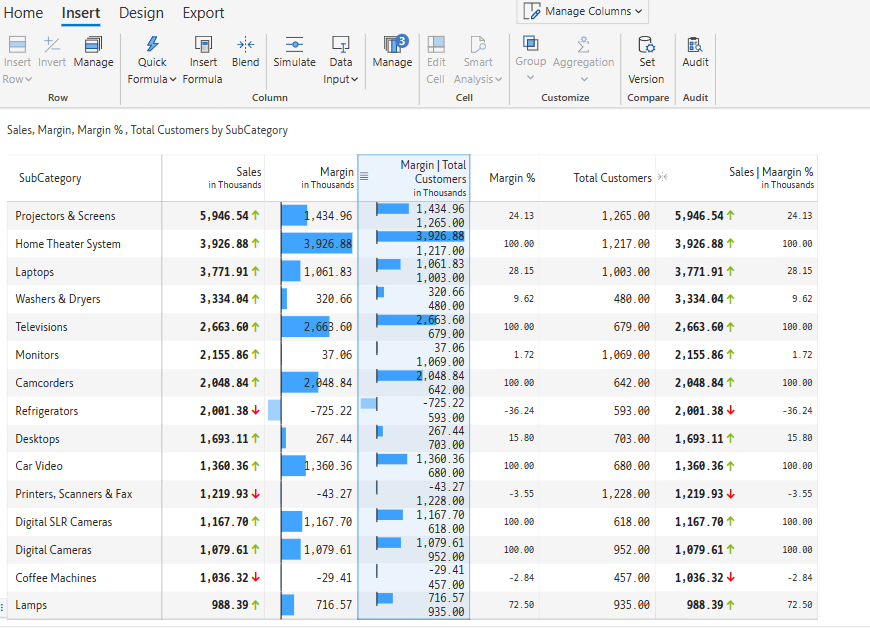 Home Insert Design Export
Manage Columns
Insert Row
Invert
Manage
Quick Formula
Insert Formula
Blend
Simulate
Data Input
3
Manage
Edit Cell
Smart Analysis
Group
Aggregation
Set Version
Audit
Row Column Cell Customize Compare Audit
Sales, Margin, Margin % , Total Customers by SubCategory
SubCategory
Sales
in Thousands
Margin
in Thousands
Margin | Total
Customers
in Thousands
Margin %
Total Customers
Sales | Maargin %
in Thousands
Projectors & Screens 5,946.54 1,434.96 1,434.96 1,265.00 24.13 1,265.00 5,946.54 24.13
Home Theater System 3,926.88 3,926.88 3,926.88 1,217.00 100.00 1,217.00 3,926.88 100.00
Laptops 3,771.91 1,061.83 1,061.83 1,003.00 28.15 1,003.00 3,771.91 28.15
Washers & Dryers 3,334.04 320.66 320.66 480.00 9.62 480.00 3,334.04 9.62
Televisions 2,663.60 2,663.60 2,663.60 679.00 100.00 679.00 2,663.60 100.00
Monitors 2,155.86 37.06 37.06 1,069.00 1.72 1,069.00 2,155.86 1.72
Camcorders 2,048.84 2,048.84 2,048.84 642.00 100.00 642.00 2,048.84 100.00
Refrigerators 2,001.38 -725.22 -725.22 593.00 -36.24 593.00 2,001.38 -36.24
Desktops 1,693.11 267.44 267.44 703.00 15.80 703.00 1,693.11 15.80
Car Video 1,360.36 1,360.36 1,360.36 680.00 100.00 680.00 1,360.36 100.00
Printers, Scanners & Fax 1,219.93 -43.27 -43.27 1,228.00 -3.55 1,228.00 1,219.93 -3.55
Digital SLR Cameras 1,167.70 1,167.70 1,167.70 618.00 100.00 618.00 1,167.70 100.00
Digital Cameras 1,079.61 1,079.61 1,079.61 952.00 100.00 952.00 1,079.61 100.00
Coffee Machines 1,036.32 -29.41 -29.41 457.00 -2.84 457.00 1,036.32 -2.84
Lamps 988.39 716.57 716.57 935.00 72.50 935.00 988.39 72.50